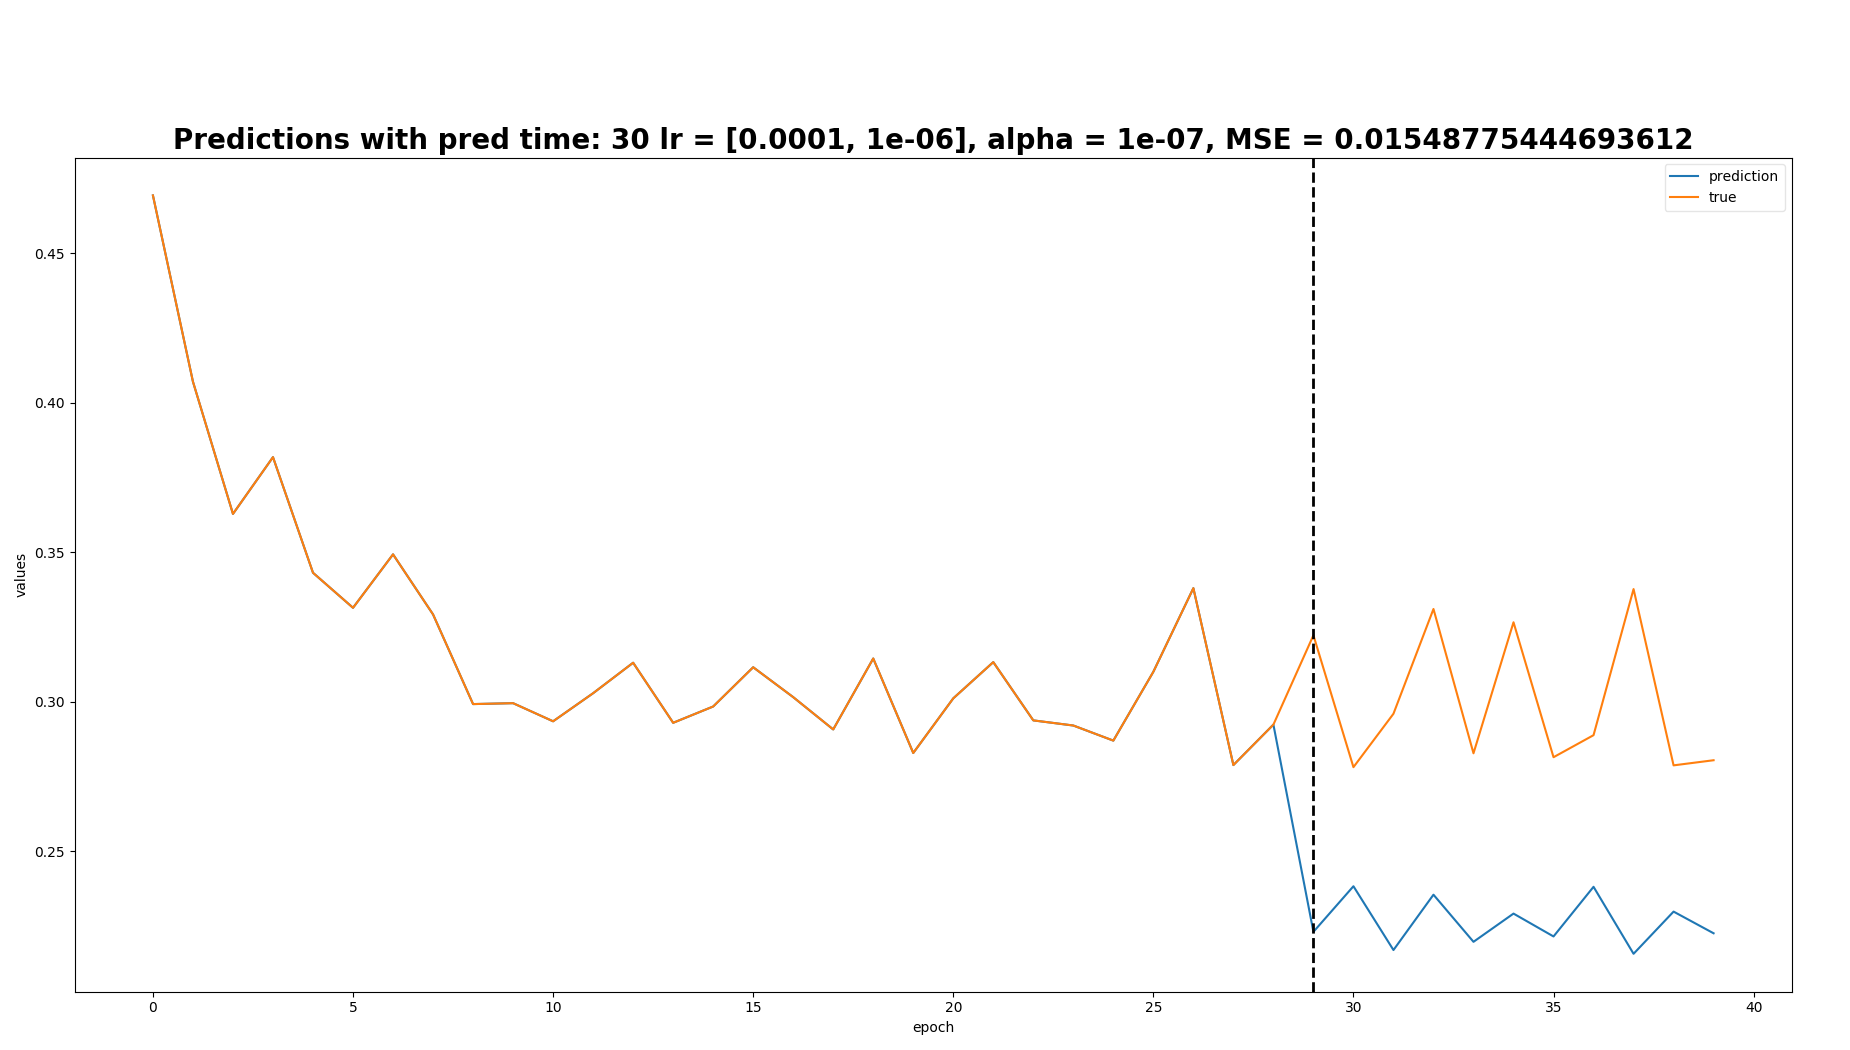 Predictions with pred time: 30 lr = [0.0001, 1e-06], alpha = 1e-07, MSE = 0.01548775444693612
prediction
true
0.45
0.40
0.35
0.30
0.25
values
0 5 10 15 20 25 30 35 40
epoch